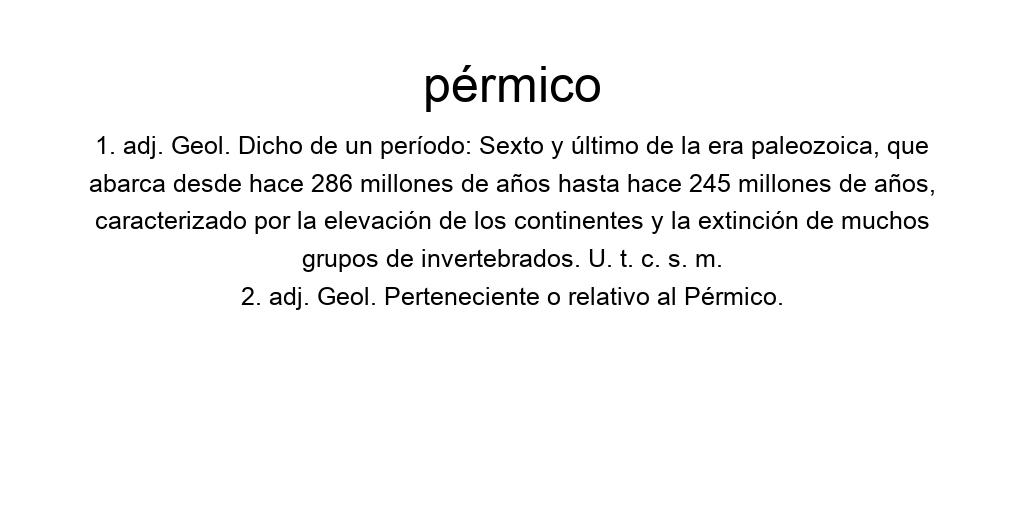 pérmico
1. adj. Geol. Dicho de un período: Sexto y último de la era paleozoica, que
abarca desde hace 286 millones de años hasta hace 245 millones de años,
caracterizado por la elevación de los continentes y la extinción de muchos
grupos de invertebrados. U. t. c. s. m.
2. adj. Geol. Perteneciente o relativo al Pérmico.